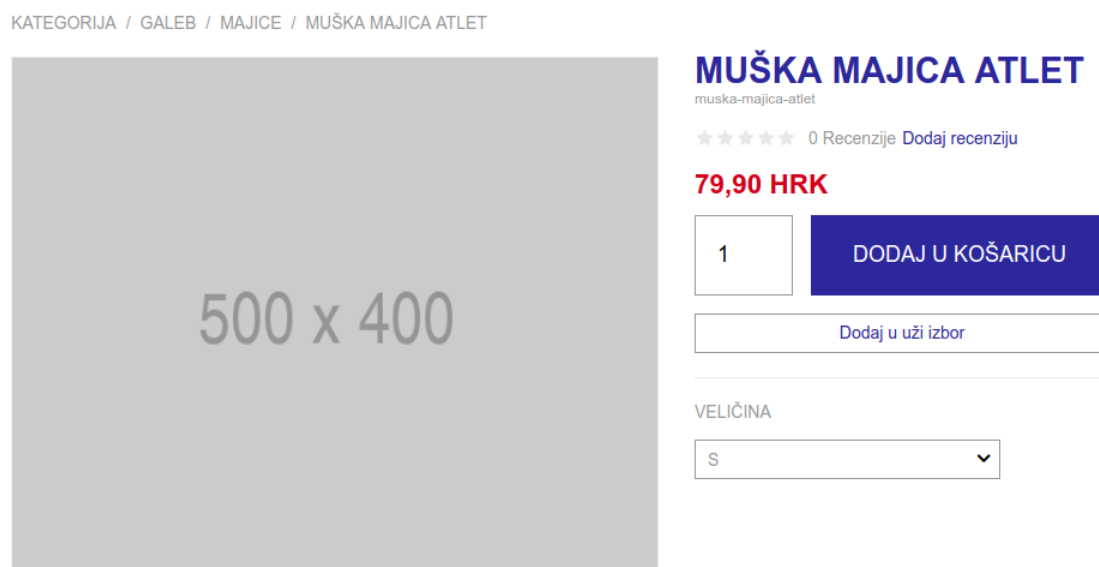 KATEGORIJA / GALEB / MAJICE / MUŠKA MAJICA ATLET
500 x 400
MUŠKA MAJICA ATLET
muska-majica-atlet
0 Recenzije Dodaj recenziju
79,90 HRK
1
DODAJ U KOŠARICU
Dodaj u uži izbor
VELIČINA
S